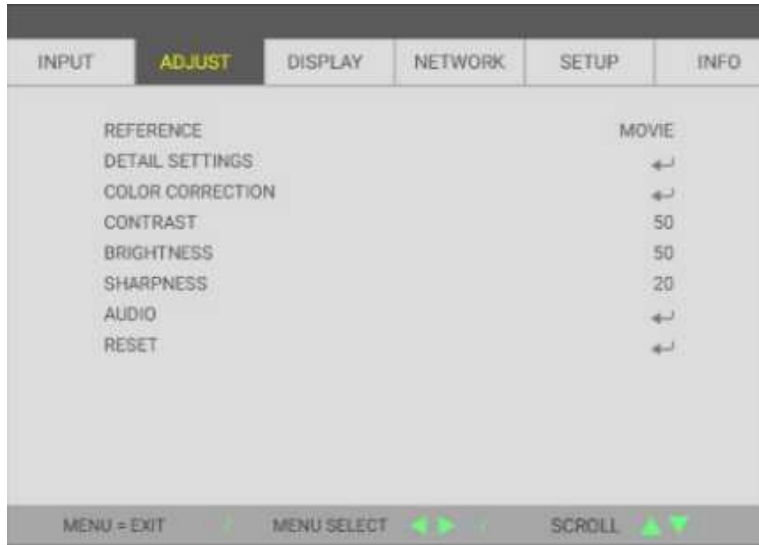 INPUT ADJUST DISPLAY NETWORK SETUP INFO
REFERENCE MOVIE
DETAIL SETTINGS
COLOR CORRECTION
CONTRAST 50
BRIGHTNESS 50
SHARPNESS 20
AUDIO
RESET
MENU = EXIT / MENU SELECT ◀ ▶ / SCROLL ▲ ▼